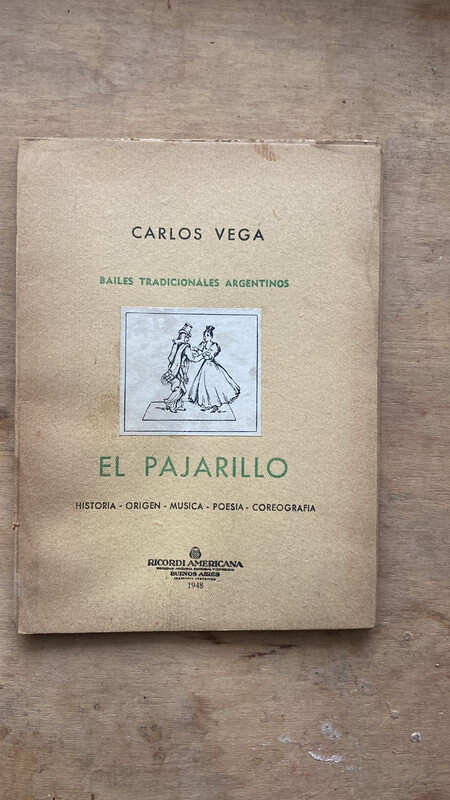 CARLOS VEGA
BAILES TRADICIONALES ARGENTINOS
EL PAJARILLO
HISTORIA - ORIGEN - MUSICA - POESIA - COREOGRAFIA
RICORDI AMERICANA
BUENOS AIRES
1948